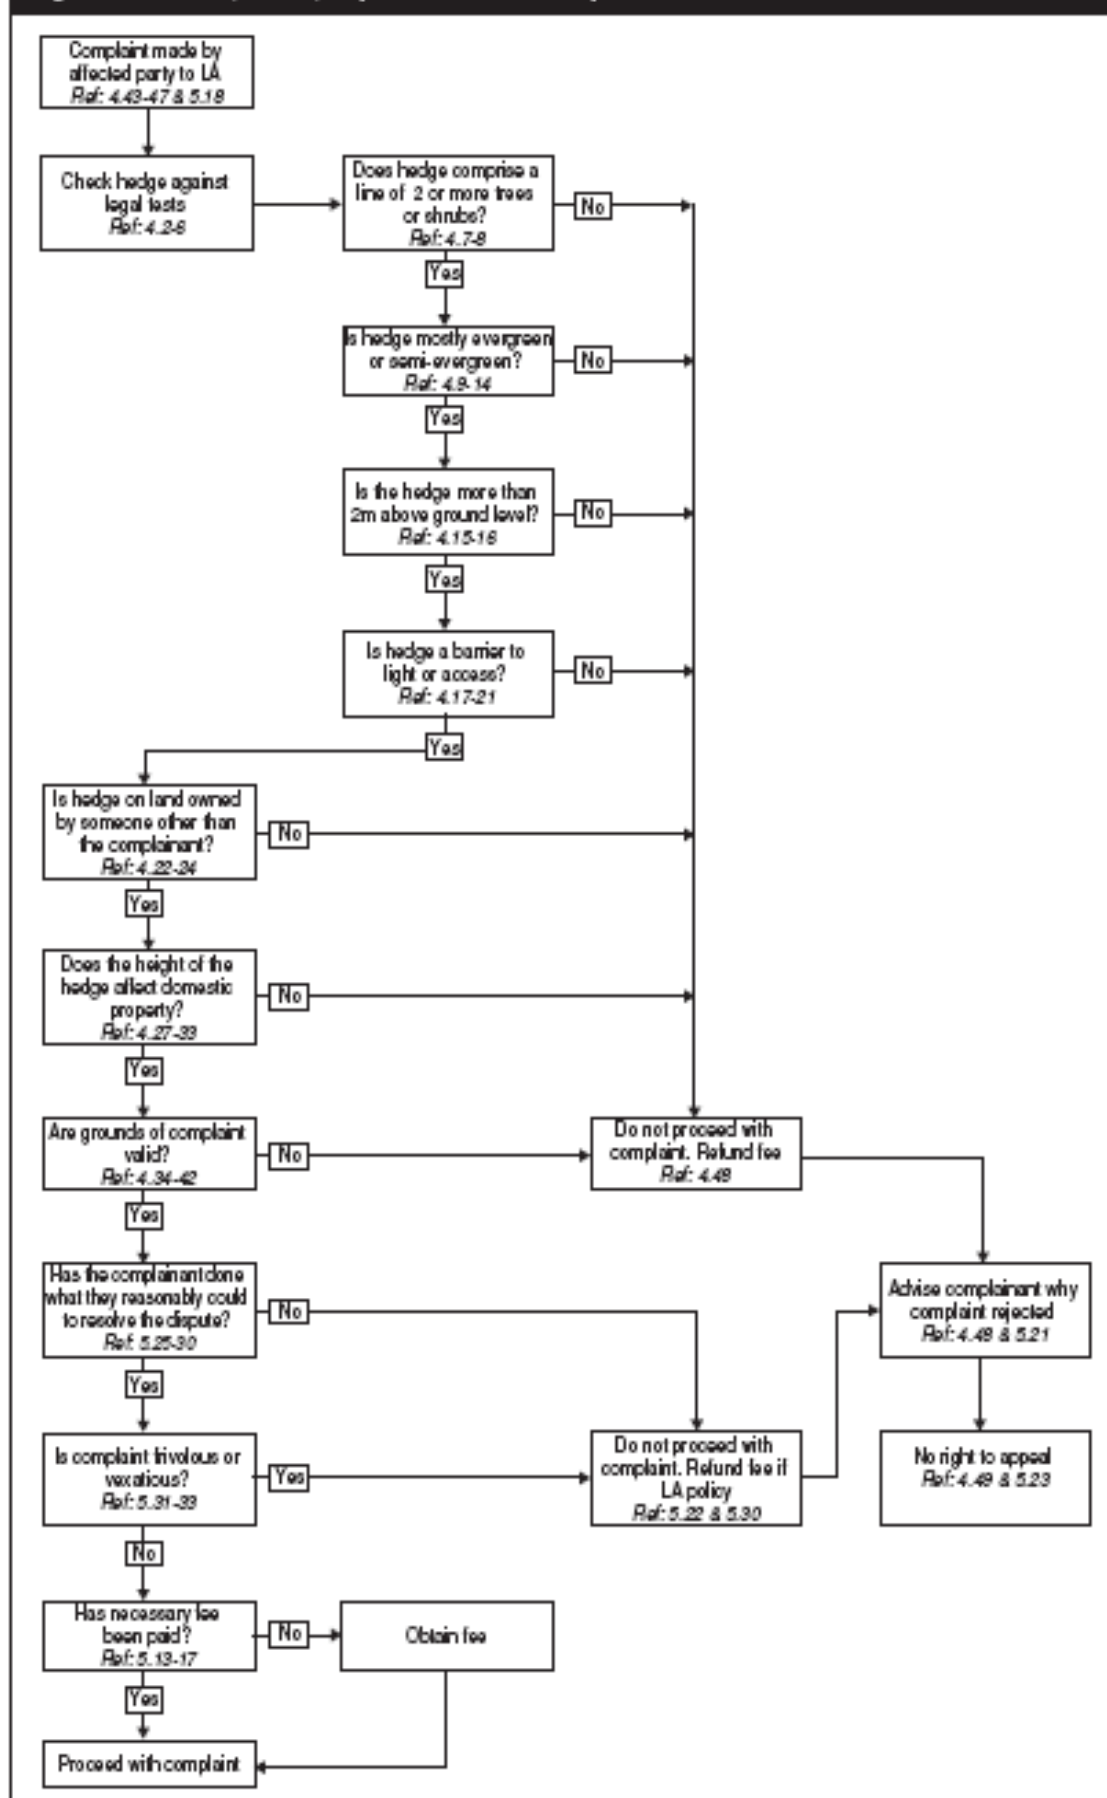 Complaint made by
affected party to LA
Ref: 4.43-47 & 5.18
Check hedge against
legal tests
Ref: 4.2-6
Does hedge comprise a
line of 2 or more trees
or shrubs?
Ref: 4.7-8
No
Yes
Is hedge mostly evergreen
or semi-evergreen?
Ref: 4.9-14
No
Yes
Is the hedge more than
2m above ground level?
Ref: 4.15-16
No
Yes
Is hedge a barrier to
light or access?
Ref: 4.17-21
No
Yes
Is hedge on land owned
by someone other than
the complainant?
Ref: 4.22-24
No
Yes
Does the height of the
hedge affect domestic
property?
Ref: 4.27-33
No
Yes
Are grounds of complaint
valid?
Ref: 4.34-42
No
Do not proceed with
complaint. Refund fee
Ref: 4.48
Yes
Has the complainant done
what they reasonably could
to resolve the dispute?
Ref: 5.25-30
No
Advise complainant why
complaint rejected
Ref: 4.48 & 5.21
Yes
Is complaint frivolous or
vexatious?
Ref: 5.31-33
Yes
Do not proceed with
complaint. Refund fee if
LA policy
Ref: 5.22 & 5.30
No right to appeal
Ref: 4.49 & 5.23
No
Has necessary fee
been paid?
Ref: 5.13-17
No
Obtain fee
Yes
Proceed with complaint